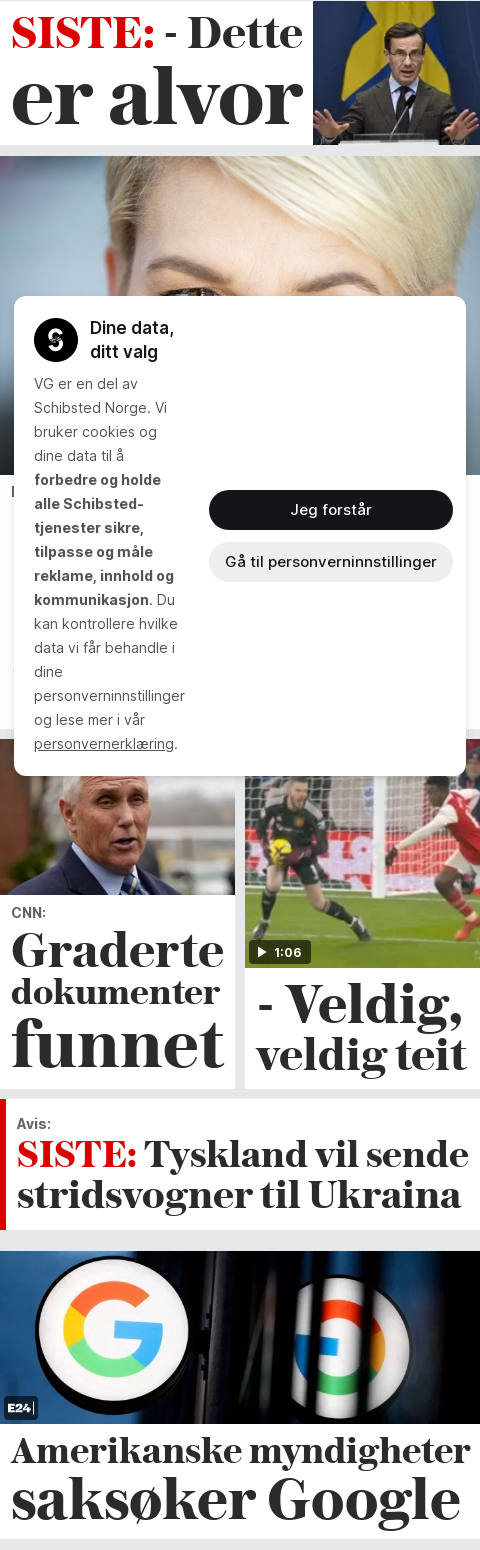 SISTE: - Dette
er alvor
Dine data,
ditt valg
VG er en del av
Schibsted Norge. Vi
bruker cookies og
dine data til å
forbedre og holde
alle Schibsted-
tjenester sikre,
tilpasse og måle
reklame, innhold og
kommunikasjon. Du
kan kontrollere hvilke
data vi får behandle i
dine
personverninnstillinger
og lese mer i vår
personvernerklæring.
Jeg forstår
Gå til personverninnstillinger
CNN:
Graderte
dokumenter
funnet
1:06
- Veldig,
veldig teit
Avis:
SISTE: Tyskland vil sende
stridsvogner til Ukraina
E24
Amerikanske myndigheter
saksøker Google